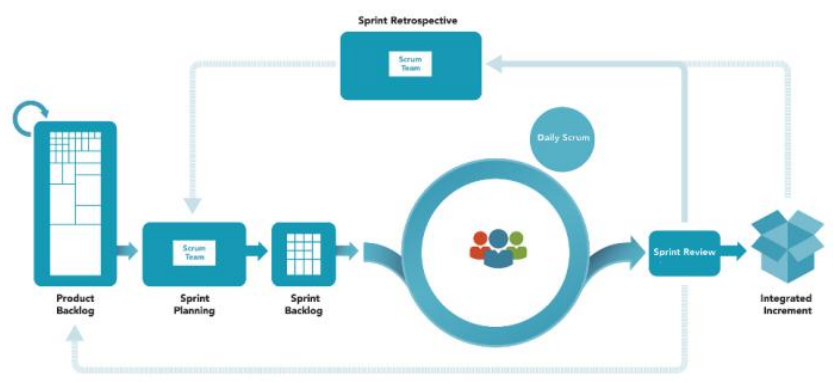 Sprint Retrospective
Scrum
Team
Daily Scrum
Scrum
Team
Sprint Review
Product
Backlog
Sprint
Planning
Sprint
Backlog
Integrated
Increment